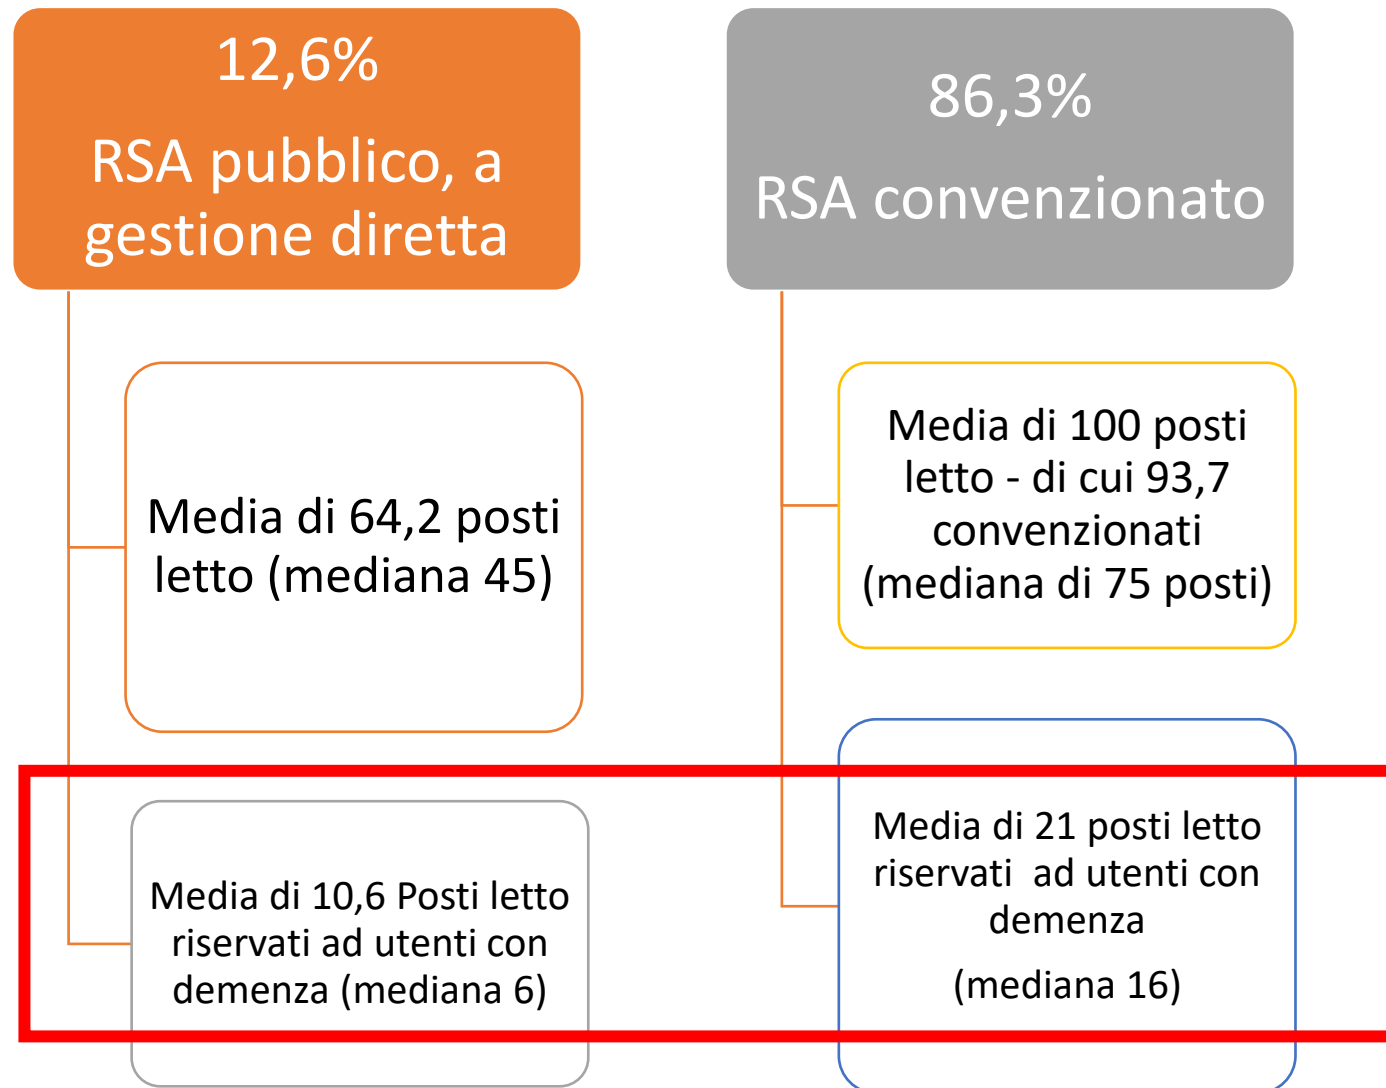 12,6%
RSA pubblico, a
gestione diretta
Media di 64,2 posti
letto (mediana 45)
Media di 10,6 Posti letto
riservati ad utenti con
demenza (mediana 6)
86,3%
RSA convenzionato
Media di 100 posti
letto - di cui 93,7
convenzionati
(mediana di 75 posti)
Media di 21 posti letto
riservati  ad utenti con
demenza
(mediana 16)